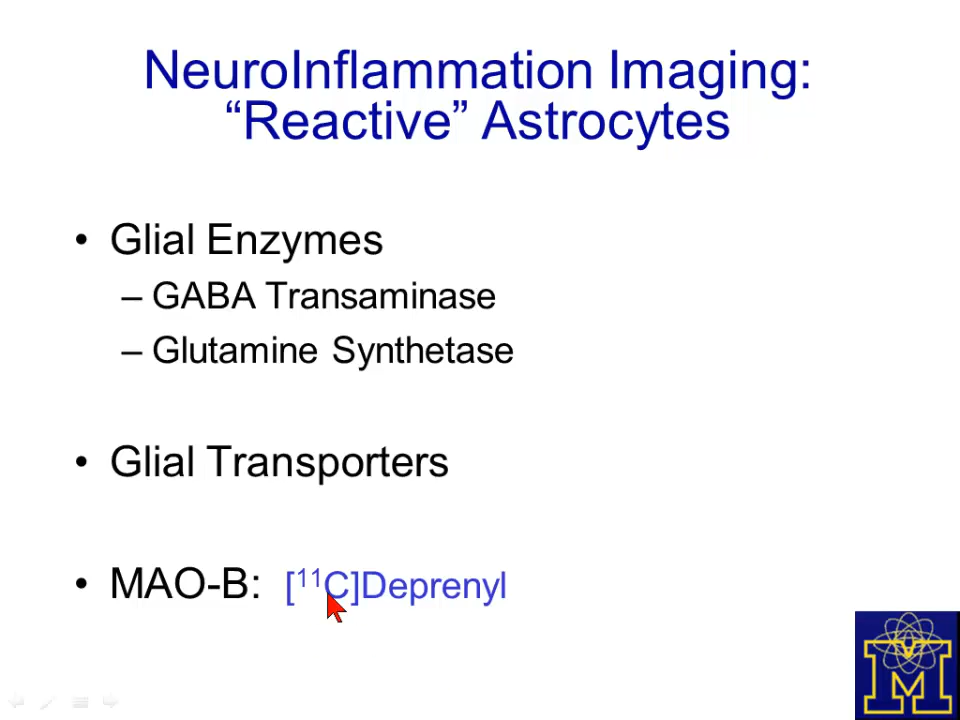 NeuroInflammation Imaging:
“Reactive” Astrocytes
• Glial Enzymes
– GABA Transaminase
– Glutamine Synthetase
• Glial Transporters
• MAO-B: [¹¹C]Deprenyl
M